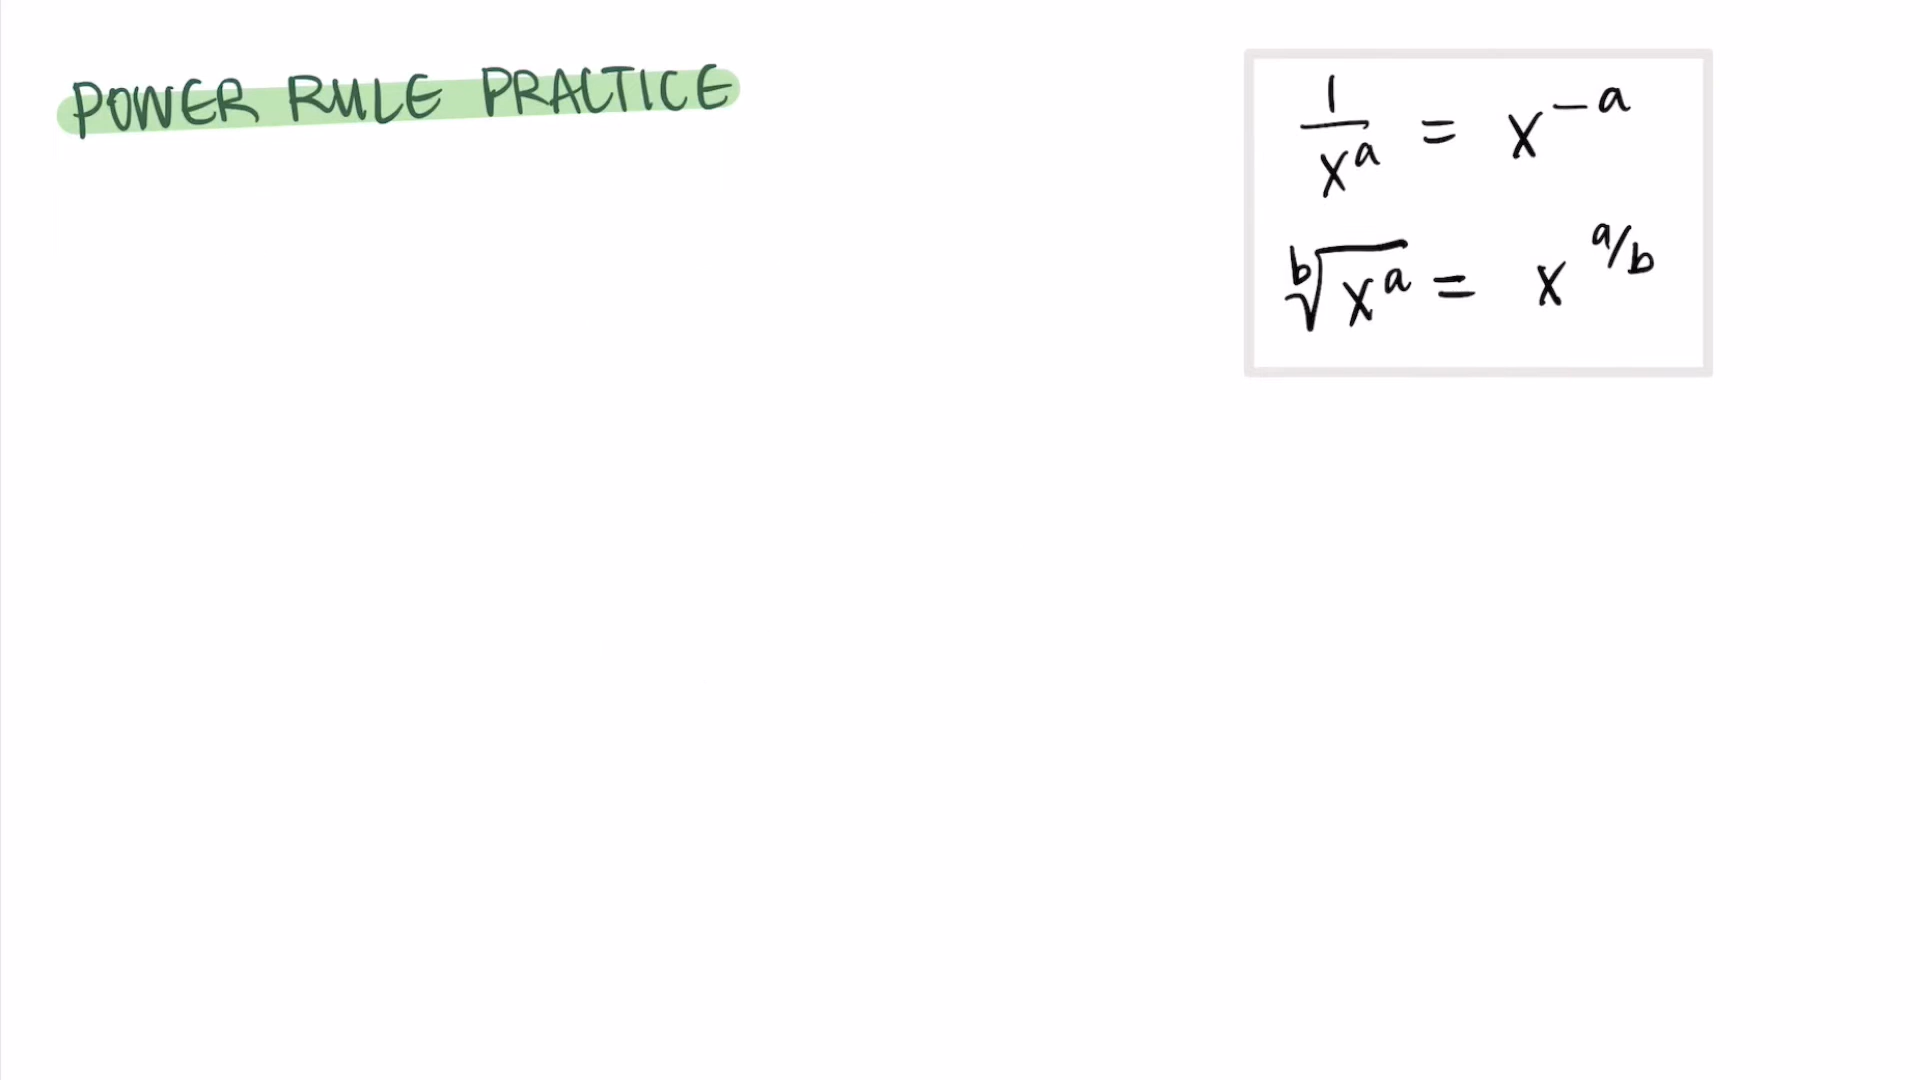 POWER RULE PRACTICE
1/x^a = x^-a
b√x^a = x^a/b